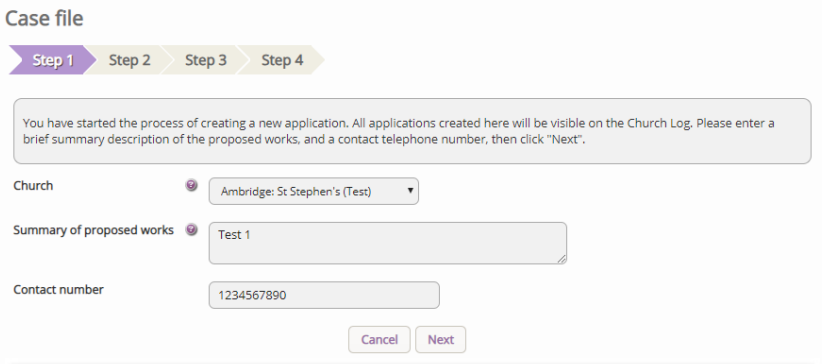 Case file
Step 1 Step 2 Step 3 Step 4
You have started the process of creating a new application. All applications created here will be visible on the Church Log. Please enter a
brief summary description of the proposed works, and a contact telephone number, then click "Next".
Church ? Ambridge: St Stephen's (Test)
Summary of proposed works ? Test 1
Contact number 1234567890
Cancel Next